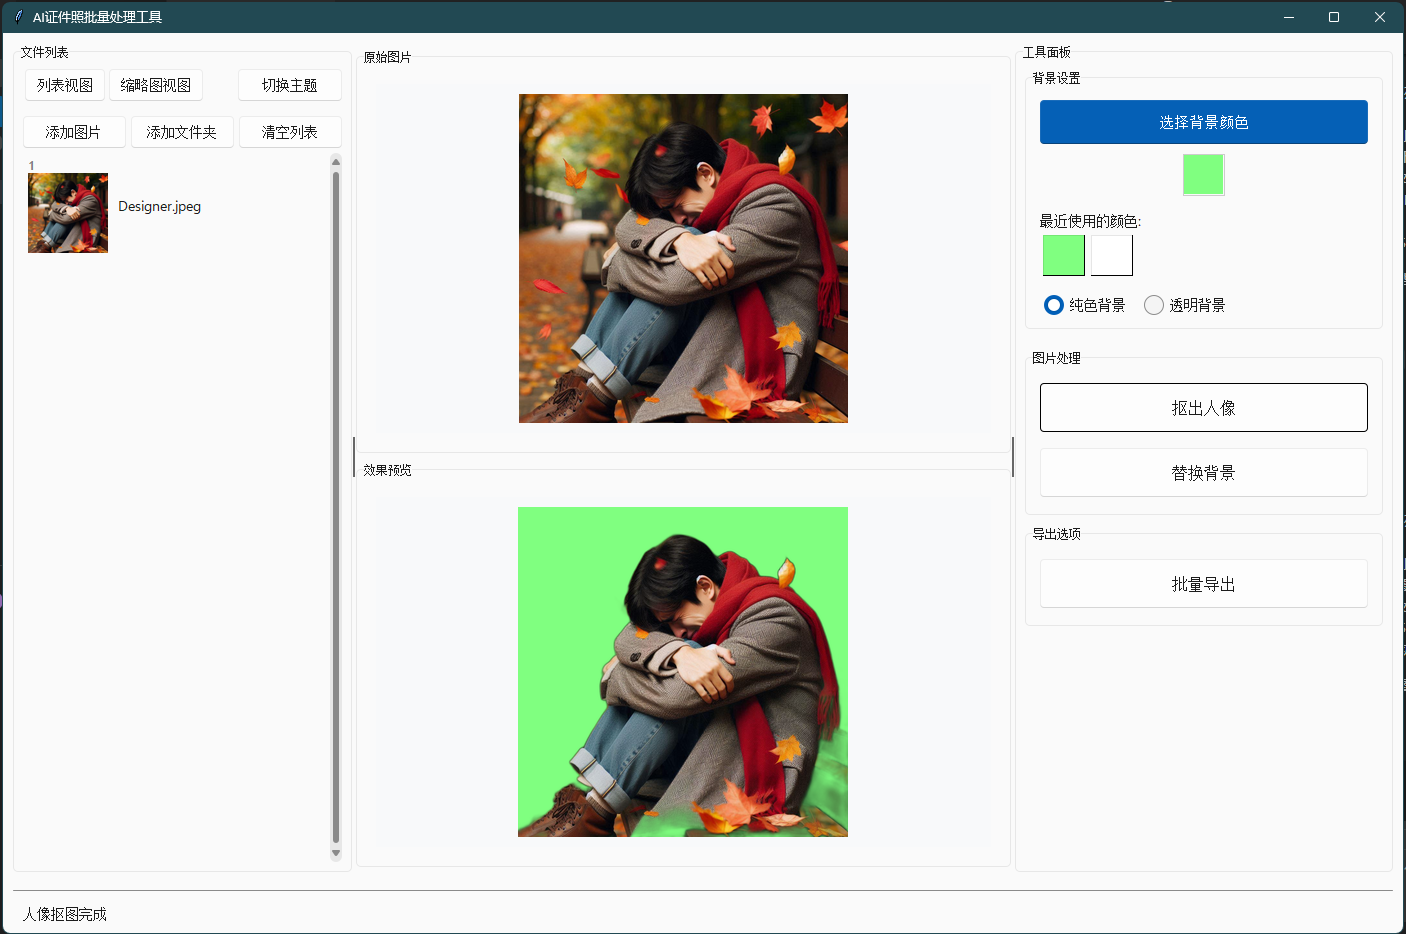 AI证件照批量处理工具
文件列表
列表视图
缩略图视图
切换主题
添加图片
添加文件夹
清空列表
1
Designer.jpeg
原始图片
效果预览
工具面板
背景设置
选择背景颜色
最近使用的颜色:
纯色背景
透明背景
图片处理
抠出人像
替换背景
导出选项
批量导出
人像抠图完成